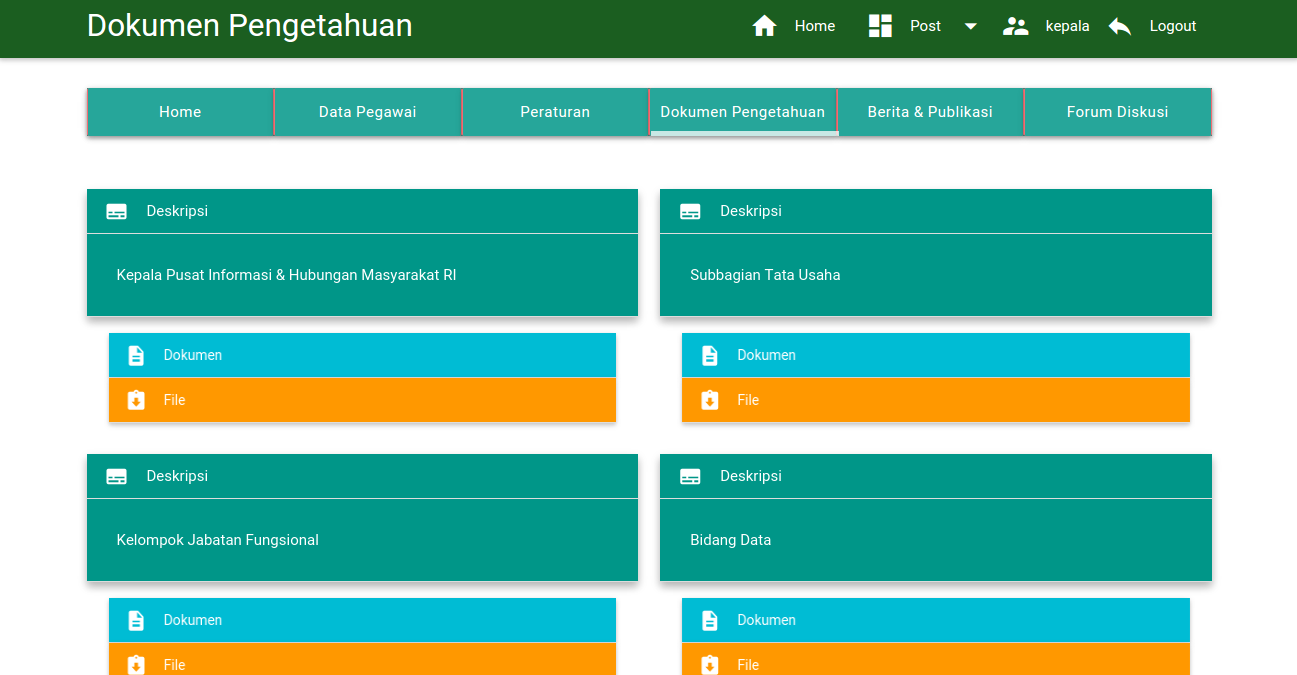 Dokumen Pengetahuan
Home Post kepala Logout
Home Data Pegawai Peraturan Dokumen Pengetahuan Berita & Publikasi Forum Diskusi
Deskripsi
Kepala Pusat Informasi & Hubungan Masyarakat RI
Dokumen
File
Deskripsi
Subbagian Tata Usaha
Dokumen
File
Deskripsi
Kelompok Jabatan Fungsional
Dokumen
File
Deskripsi
Bidang Data
Dokumen
File